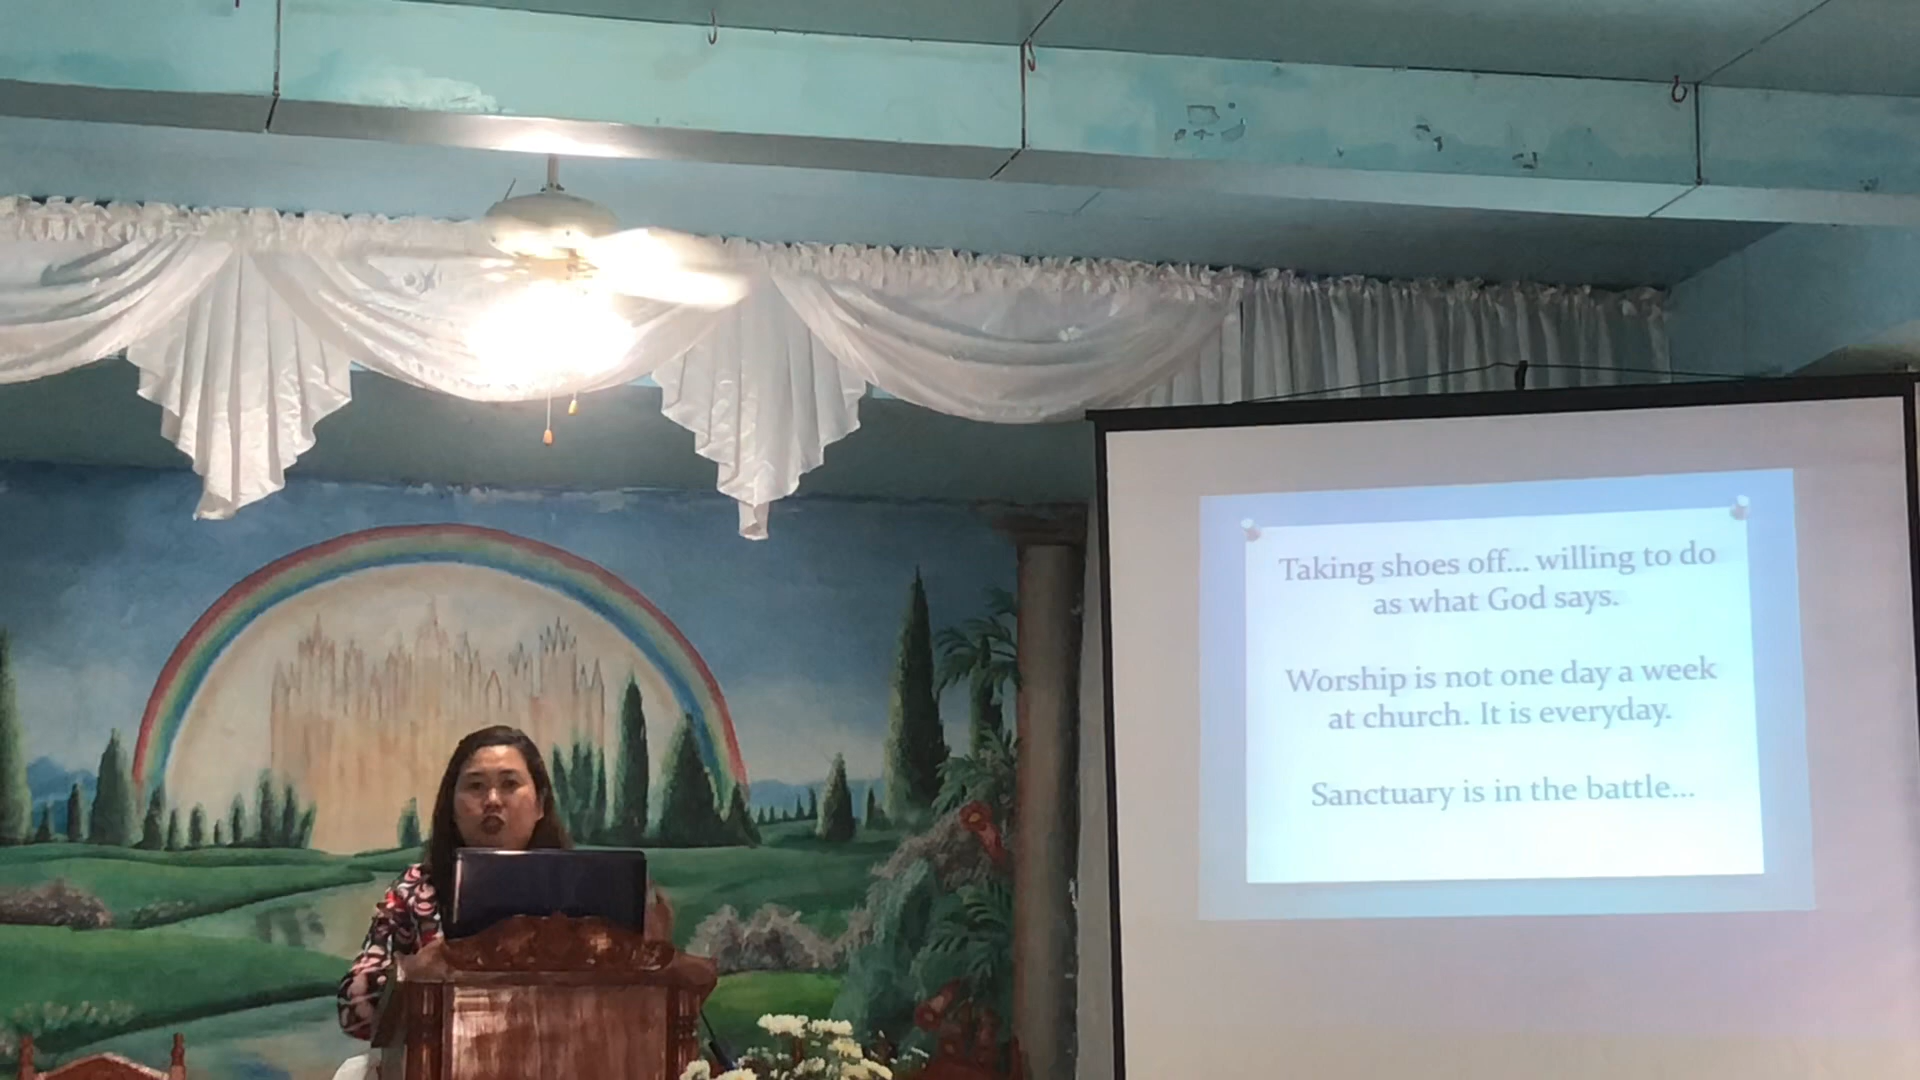 Taking shoes off... willing to do
as what God says.
Worship is not one day a week
at church. It is everyday.
Sanctuary is in the battle...